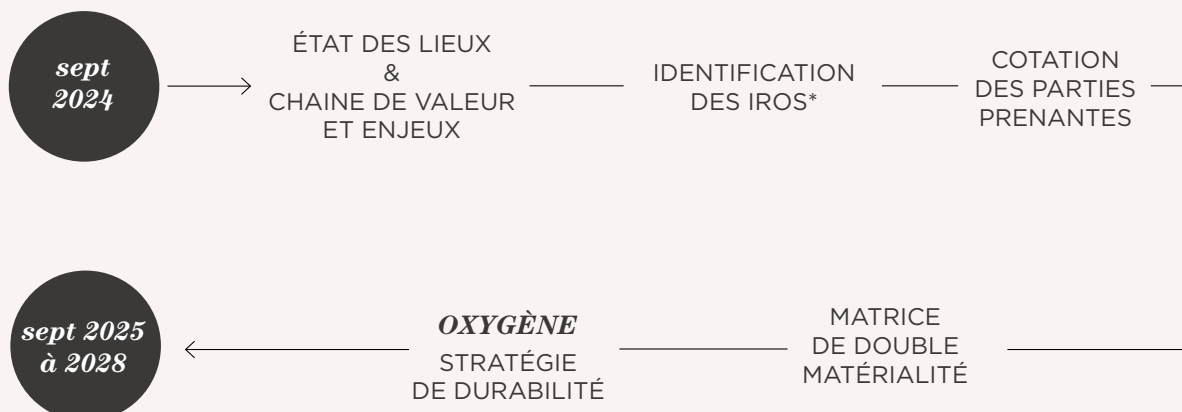 sept
2024
ÉTAT DES LIEUX
&
CHAINE DE VALEUR
ET ENJEUX
IDENTIFICATION
DES IROS*
COTATION
DES PARTIES
PRENANTES
sept 2025
à 2028
OXYGÈNE
STRATÉGIE
DE DURABILITÉ
MATRICE
DE DOUBLE
MATÉRIALITÉ